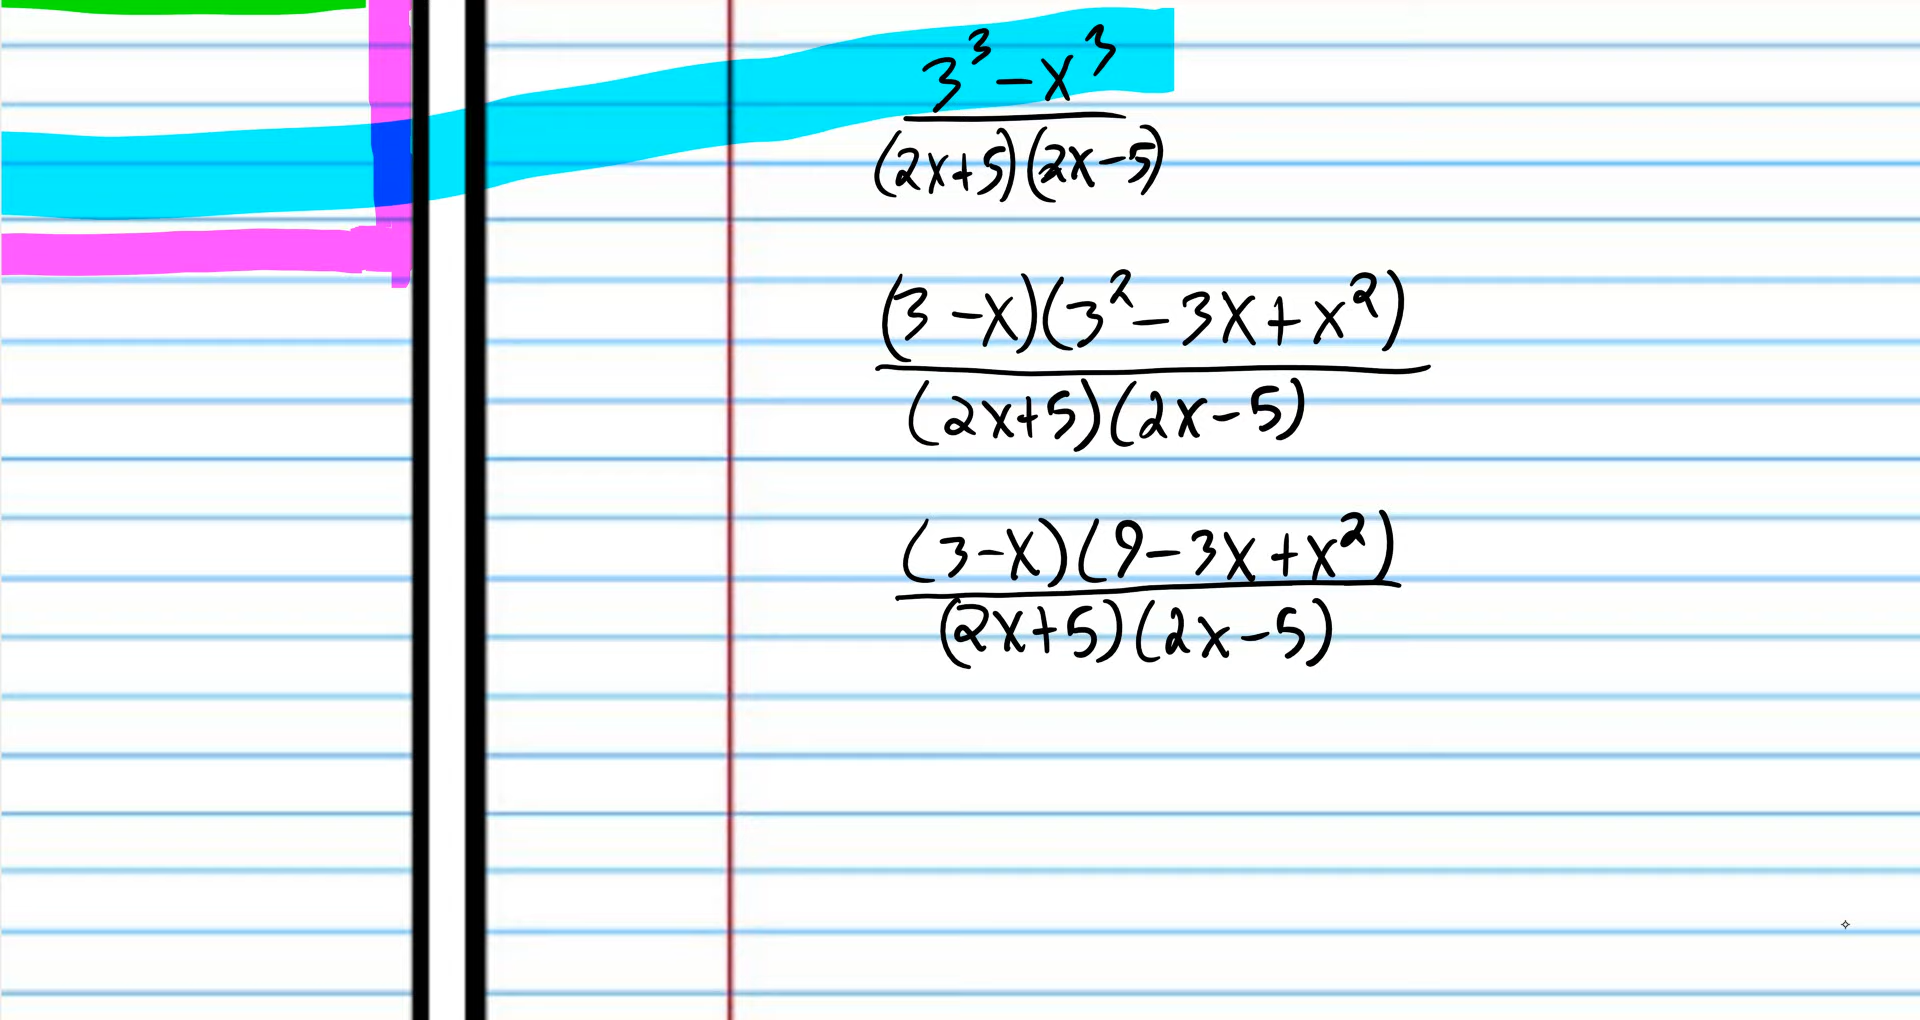 3³ - x³
(2x+5)(2x-5)
(3-x)(3²-3x+x²)
(2x+5)(2x-5)
(3-x)(9-3x+x²)
(2x+5)(2x-5)